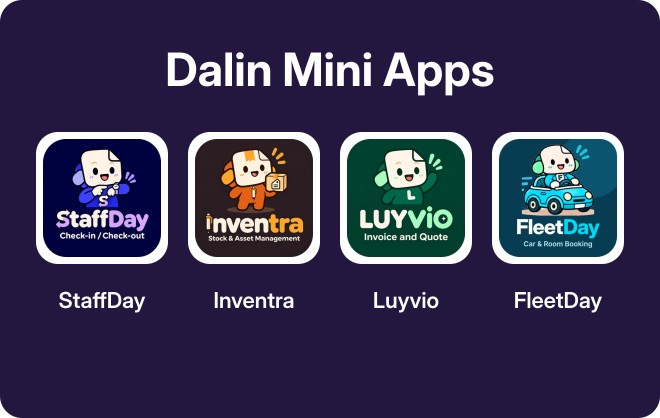 Dalin Mini Apps
S
StaffDay
Check-in / Check-out
inventra
Stock & Asset Management
L
LUYViO
Invoice and Quote
F
FleetDay
Car & Room Booking
StaffDay
Inventra
Luyvio
FleetDay